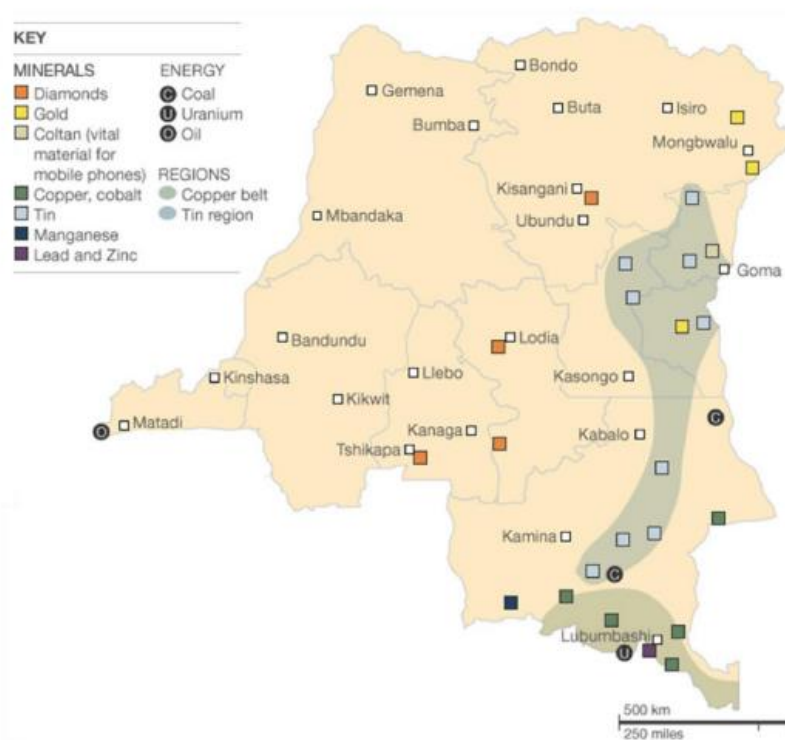 KEY
MINERALS
Diamonds
Gold
Coltan (vital
material for
mobile phones)
Copper, cobalt
Tin
Manganese
Lead and Zinc
ENERGY
C Coal
U Uranium
O Oil
REGIONS
Copper belt
Tin region
Bondo
Gemena
Buta
Isiro
Bumba
Mongbwalu
Kisangani
Mbandaka
Ubundu
Goma
Bandundu
Lodia
Kinshasa
Llebo
Kasongo
Kikwit
C
O
Matadi
Kanaga
Kabalo
Tshikapa
Kamina
C
Lubumbashi
U
500 km
250 miles